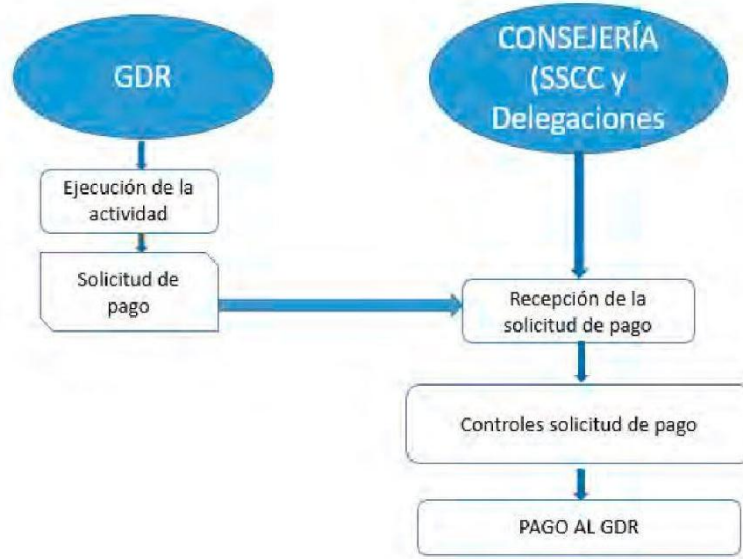 GDR
Ejecución de la
actividad
Solicitud de
pago
CONSEJERÍA
(SSCC y
Delegaciones
Recepción de la
solicitud de pago
Controles solicitud de pago
PAGO AL GDR